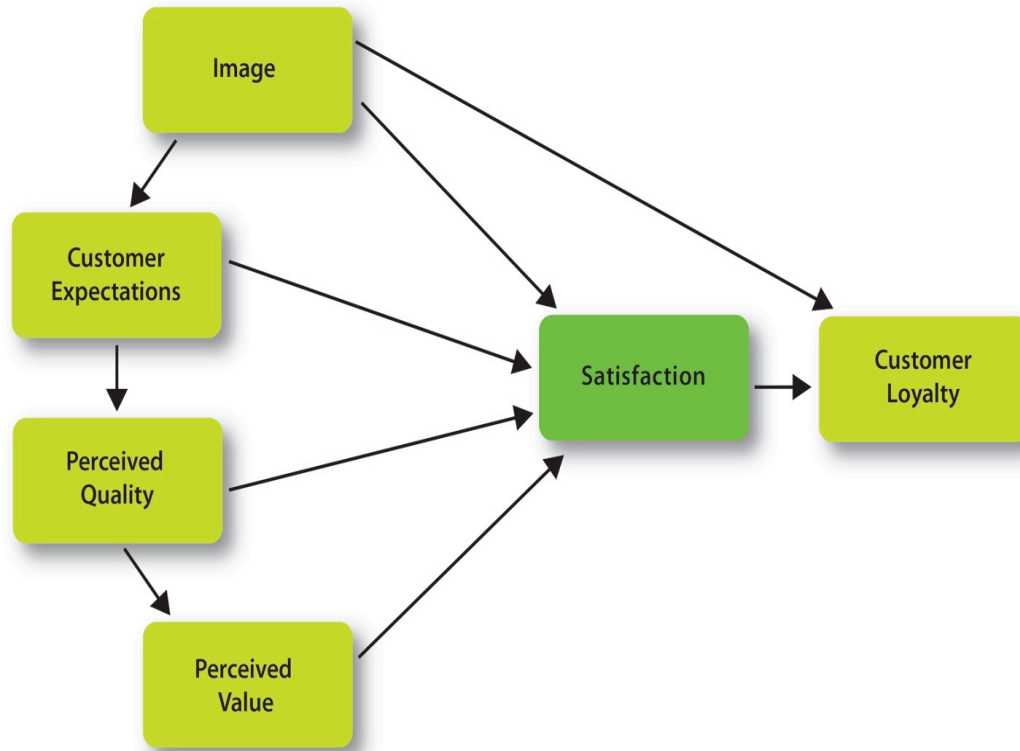 Image
Customer
Expectations
Satisfaction
Customer
Loyalty
Perceived
Quality
Perceived
Value